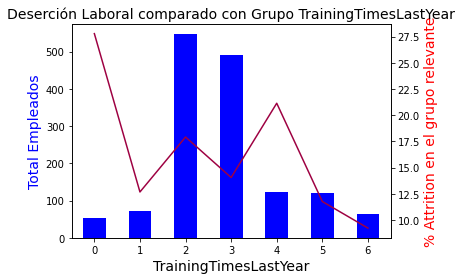 Deserción Laboral comparado con Grupo TrainingTimesLastYear
Total Empleados
500
400
300
200
100
0
27.5
25.0
22.5
20.0
17.5
15.0
12.5
10.0
% Attrition en el grupo relevante
0 1 2 3 4 5 6
TrainingTimesLastYear